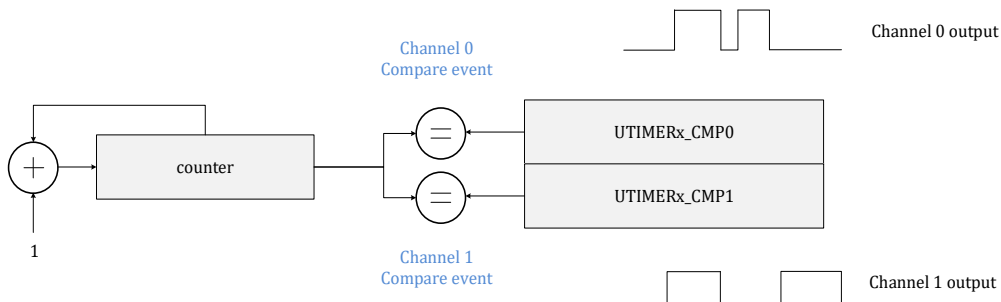 Channel 0
Compare event
Channel 0 output
+
counter
=
UTIMERx_CMP0
=
UTIMERx_CMP1
1
Channel 1
Compare event
Channel 1 output